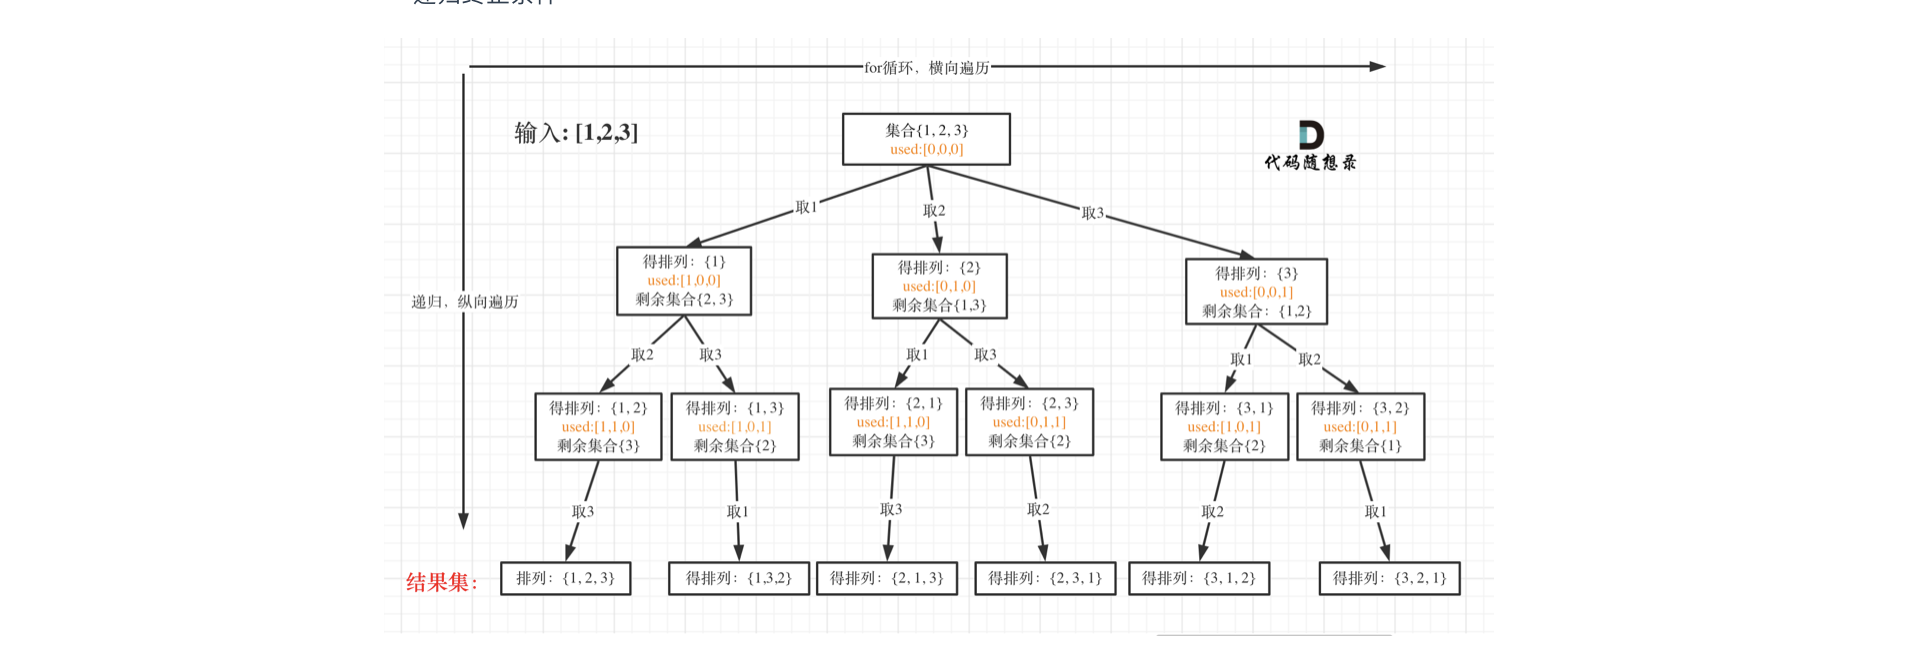 递归终止条件
for循环，横向遍历
输入: [1,2,3]
集合{1, 2, 3}
used:[0,0,0]
代码随想录
取1
取2
取3
得排列：{1}
used:[1,0,0]
剩余集合{2, 3}
得排列：{2}
used:[0,1,0]
剩余集合{1,3}
得排列：{3}
used:[0,0,1]
剩余集合：{1,2}
递归，纵向遍历
取2
取3
取1
取3
取1
取2
得排列：{1, 2}
used:[1,1,0]
剩余集合{3}
得排列：{1, 3}
used:[1,0,1]
剩余集合{2}
得排列：{2, 1}
used:[1,1,0]
剩余集合{3}
得排列：{2, 3}
used:[0,1,1]
剩余集合{2}
得排列：{3, 1}
used:[1,0,1]
剩余集合{2}
得排列：{3, 2}
used:[0,1,1]
剩余集合{1}
取3
取1
取3
取2
取2
取1
结果集：
排列：{1, 2, 3}
得排列：{1,3,2}
得排列：{2, 1, 3}
得排列：{2, 3, 1}
得排列：{3, 1, 2}
得排列：{3, 2, 1}